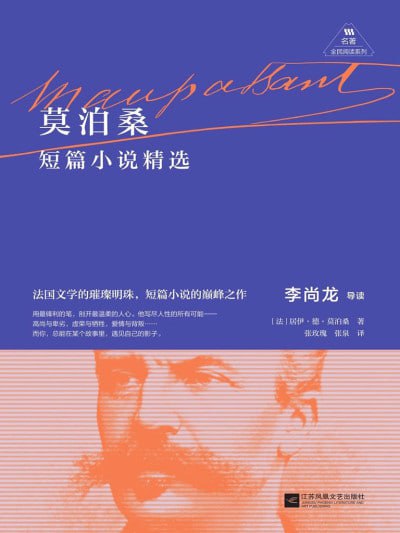 名著
全民阅读系列
Maupassant
莫泊桑
短篇小说精选
法国文学的璀璨明珠，短篇小说的巅峰之作
李尚龙 导读
用最锋利的笔，剖开最温柔的人心，他写尽人性的所有可能——
高尚与卑劣，虚荣与牺牲，爱情与背叛……
而你，总能在某个故事里，遇见自己的影子。
［法］居伊·德·莫泊桑 著
张玫瑰 张泉 译
江苏凤凰文艺出版社
JIANGSU PHOENIX LITERATURE AND ART PUBLISHING